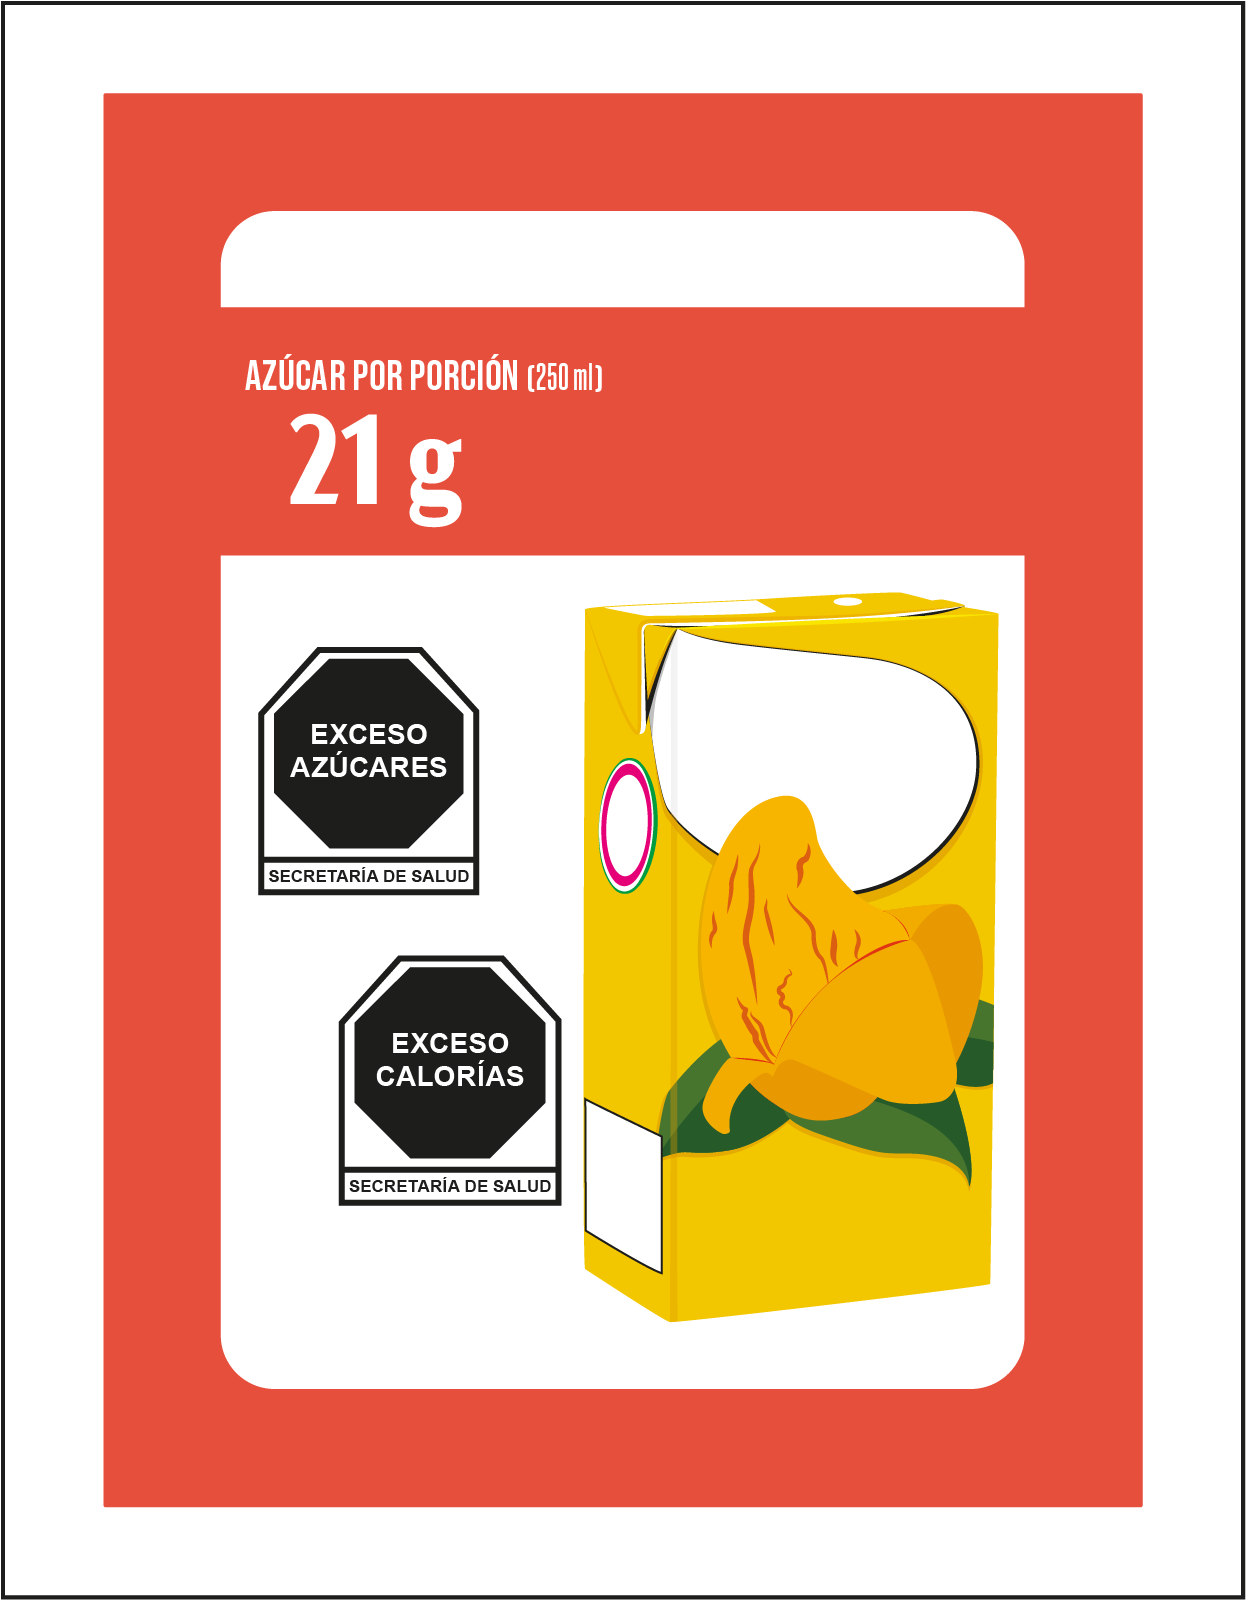 AZÚCAR POR PORCIÓN (250 ml)
21 g
EXCESO
AZÚCARES
SECRETARÍA DE SALUD
EXCESO
CALORÍAS
SECRETARÍA DE SALUD